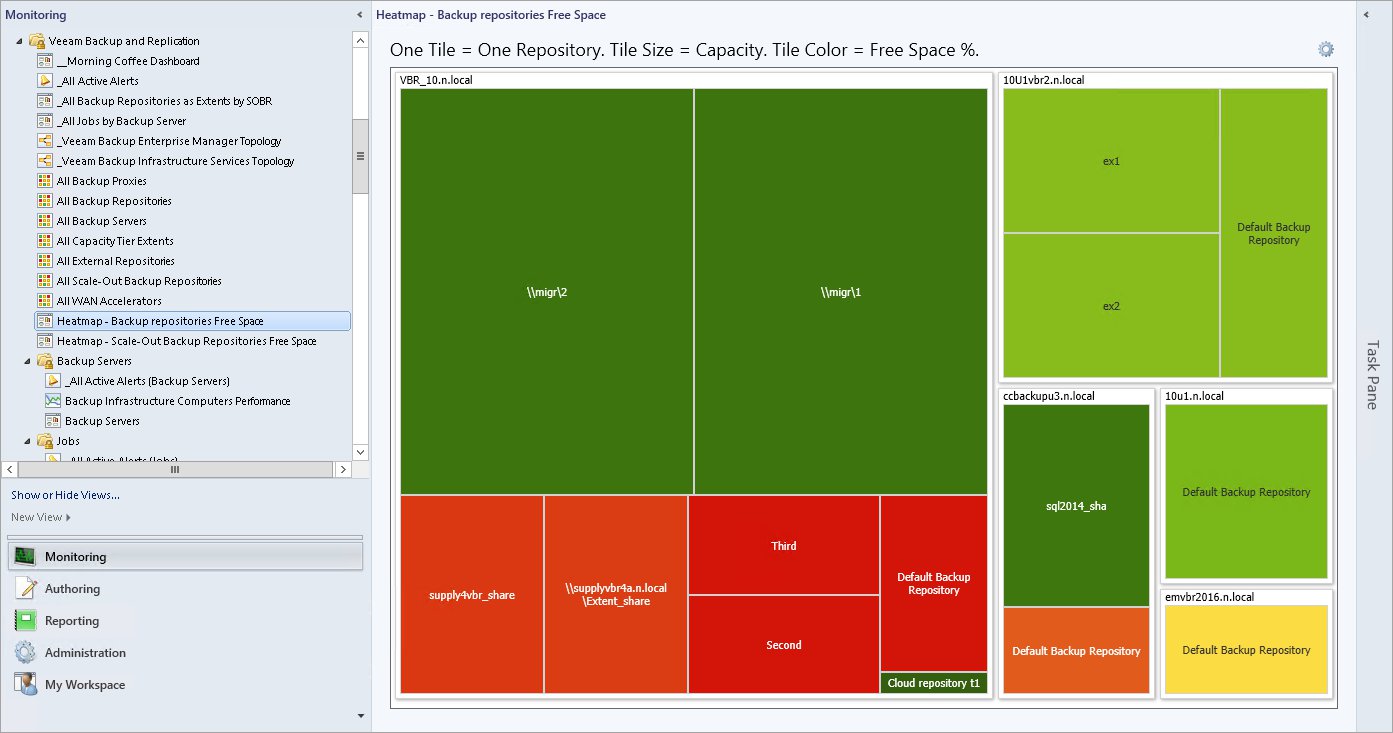 Monitoring
Veeam Backup and Replication
__Morning Coffee Dashboard
_All Active Alerts
_All Backup Repositories as Extents by SOBR
_All Jobs by Backup Server
_Veeam Backup Enterprise Manager Topology
_Veeam Backup Infrastructure Services Topology
All Backup Proxies
All Backup Repositories
All Backup Servers
All Capacity Tier Extents
All External Repositories
All Scale-Out Backup Repositories
All WAN Accelerators
Heatmap - Backup repositories Free Space
Heatmap - Scale-Out Backup Repositories Free Space
Backup Servers
_All Active Alerts (Backup Servers)
Backup Infrastructure Computers Performance
Backup Servers
Jobs
_All Active Alerts (Jobs)
Show or Hide Views...
New View
Monitoring
Authoring
Reporting
Administration
My Workspace
Heatmap - Backup repositories Free Space
One Tile = One Repository. Tile Size = Capacity. Tile Color = Free Space %.
VBR_10.n.local
\\migr\2
\\migr\1
supply4vbr_share
\\supplyvbr4a.n.local
\Extent_share
Third
Second
Default Backup
Repository
Cloud repository t1
10U1vbr2.n.local
ex1
ex2
Default Backup
Repository
ccbackupu3.n.local
sql2014_sha
Default Backup Repository
10u1.n.local
Default Backup Repository
emvbr2016.n.local
Default Backup Repository
Task Pane